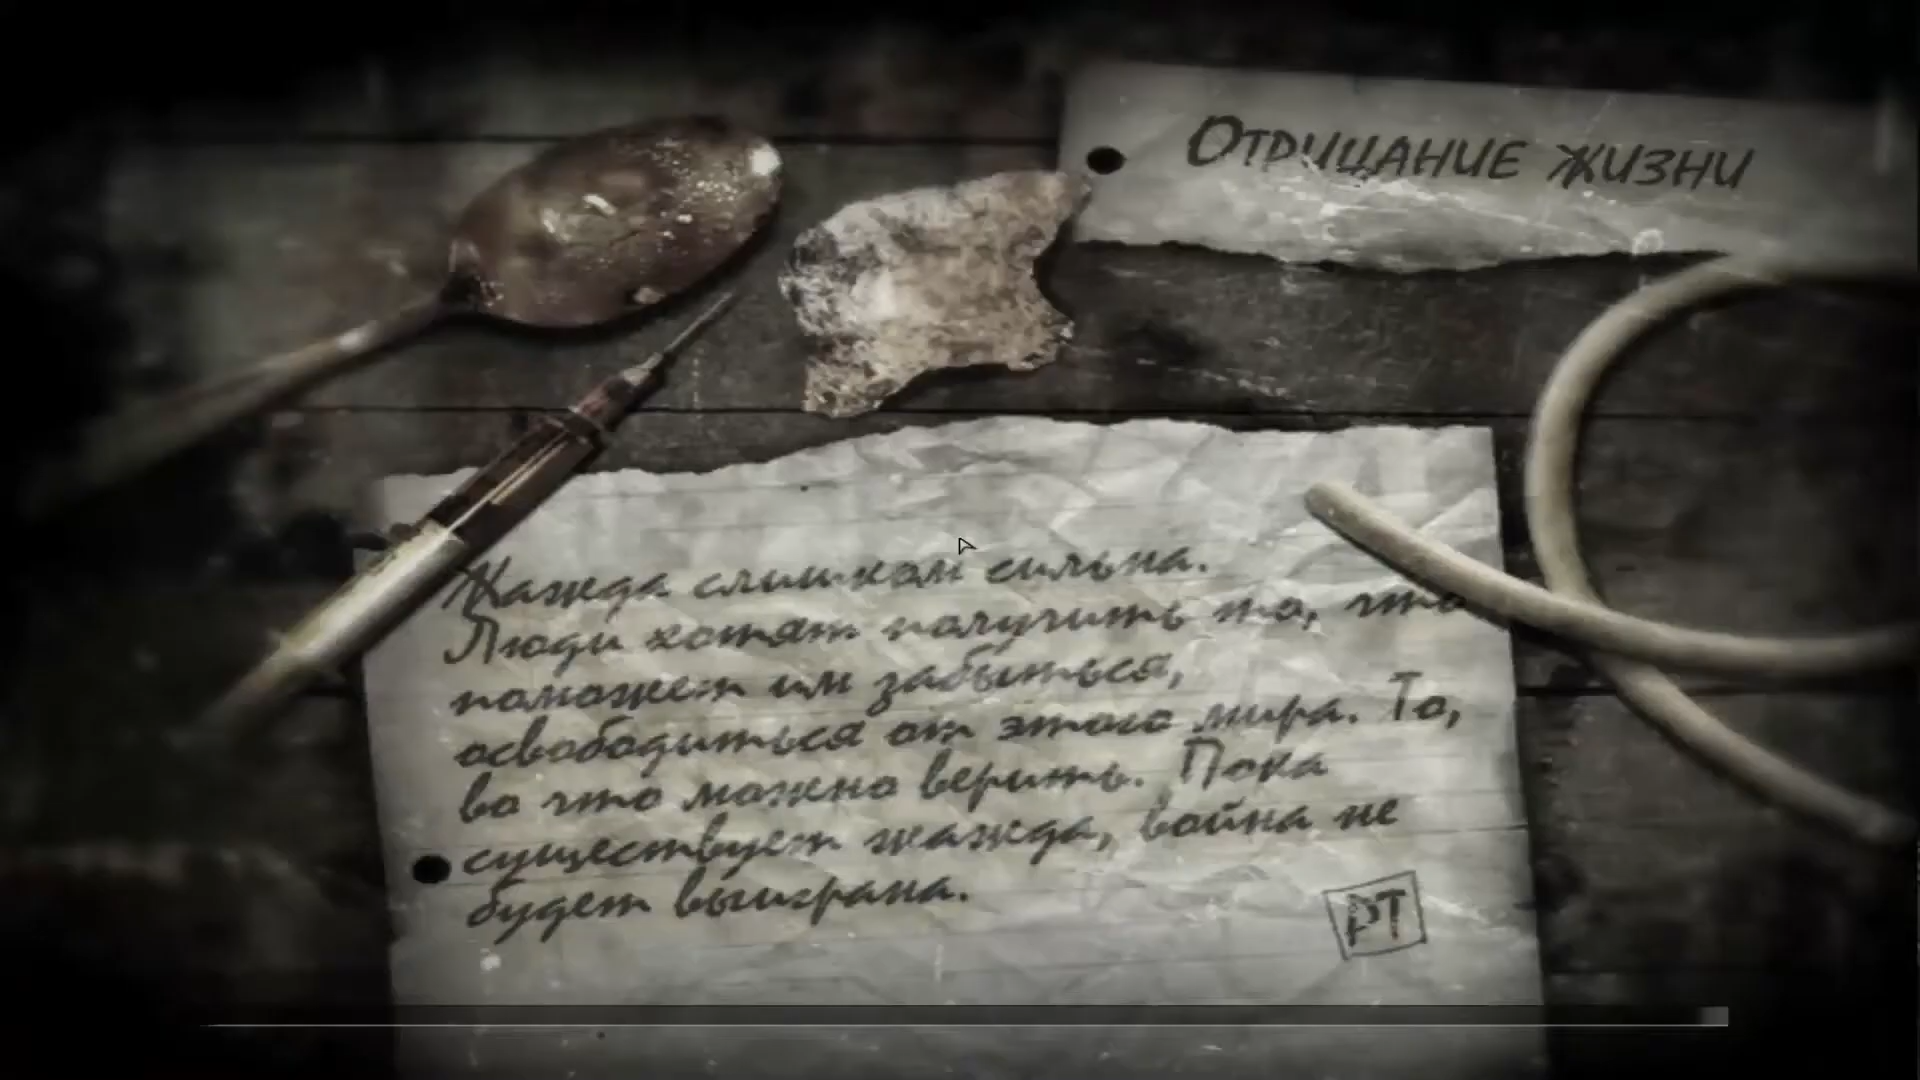 Отрицание жизни
Жажда слишком сильна.
Люди хотят получить то, что
поможет им забыться,
освободиться от этого мира. То,
во что можно верить. Пока
существует жажда, война не
будет выиграна.
РТ